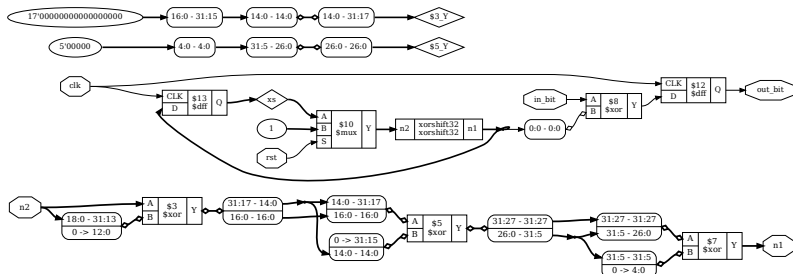 17'00000000000000000
16:0 - 31:15
14:0 - 14:0
14:0 - 31:17
$3_Y
5'00000
4:0 - 4:0
31:5 - 26:0
26:0 - 26:0
$5_Y
clk
CLK
D
$13
$dff
Q
xs
1
rst
A
B
S
$10
$mux
Y
n2
xorshift32
xorshift32
n1
0:0 - 0:0
in_bit
A
B
$8
$xor
Y
CLK
D
$12
$dff
Q
out_bit
n2
18:0 - 31:13
0 -> 12:0
A
B
$3
$xor
Y
31:17 - 14:0
16:0 - 16:0
14:0 - 31:17
16:0 - 16:0
0 -> 31:15
14:0 - 14:0
A
B
$5
$xor
Y
31:27 - 31:27
26:0 - 31:5
31:27 - 31:27
31:5 - 26:0
31:5 - 31:5
0 -> 4:0
A
B
$7
$xor
Y
n1